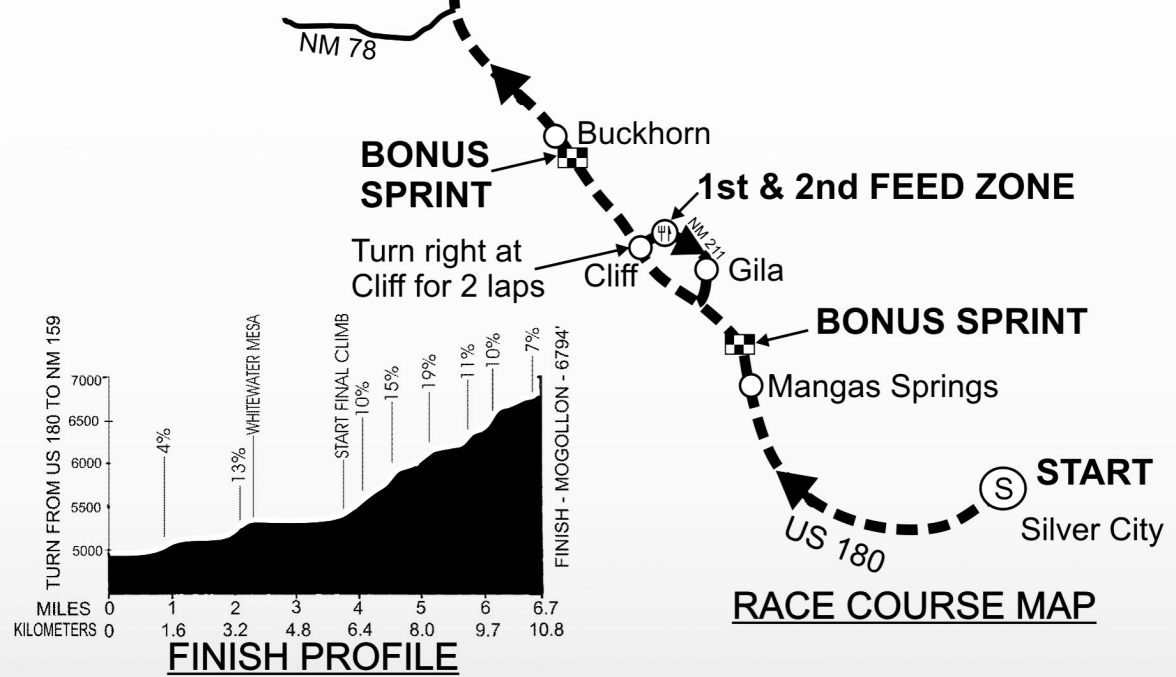 NM 78
Buckhorn
BONUS
SPRINT
1st & 2nd FEED ZONE
NM 211
Turn right at
Cliff for 2 laps
Cliff
Gila
BONUS SPRINT
Mangas Springs
S
START
Silver City
US 180
RACE COURSE MAP
TURN FROM US 180 TO NM 159
7000
6500
6000
5500
5000
4%
13%
WHITEWATER MESA
START FINAL CLIMB
10%
15%
19%
11%
10%
7%
FINISH - MOGOLLON - 6794'
MILES 0 1 2 3 4 5 6 6.7
KILOMETERS 0 1.6 3.2 4.8 6.4 8.0 9.7 10.8
FINISH PROFILE